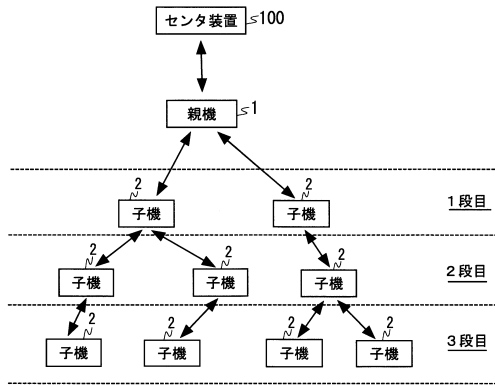 センタ装置 100
親機 1
2 2
子機 子機 1段目
2 2 2
子機 子機 子機 2段目
2 2 2 2
子機 子機 子機 子機 3段目